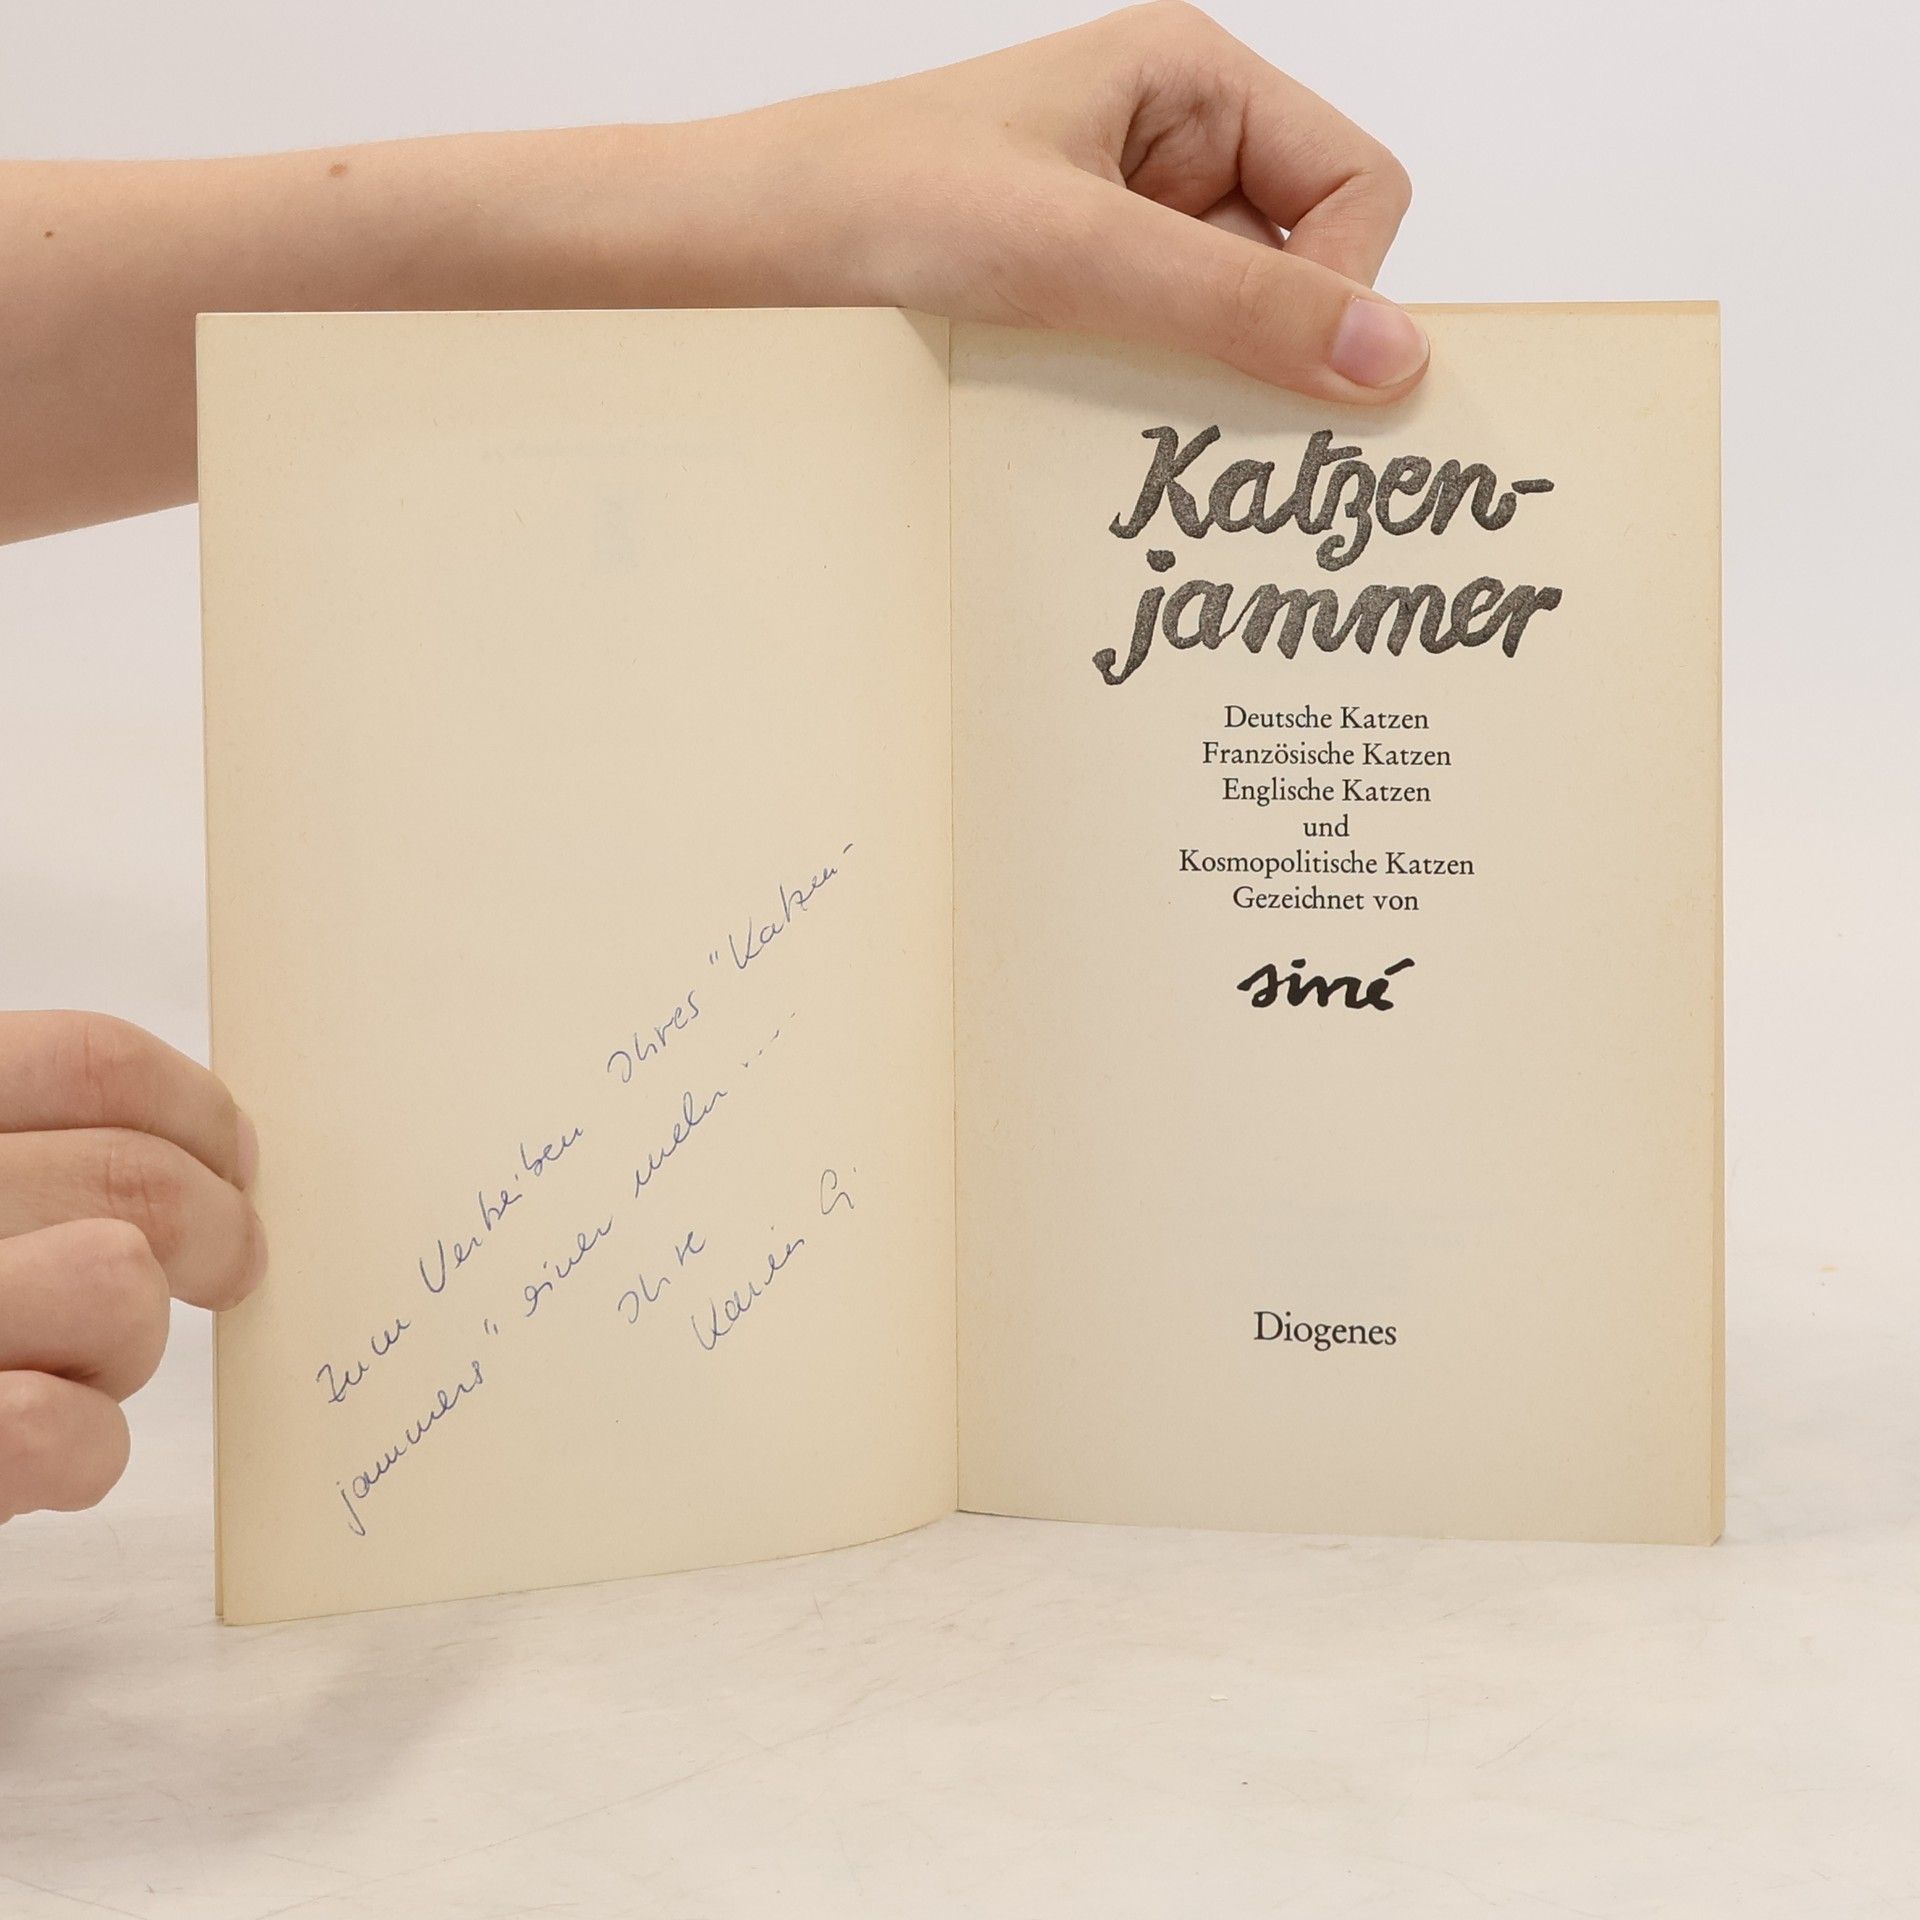 Zum Vertreiben Ihres "Katzen-
jammers" einer mehr ....
Ihre
Karin G.
Katzen-
jammer
Deutsche Katzen
Französische Katzen
Englische Katzen
und
Kosmopolitische Katzen
Gezeichnet von
siné
Diogenes